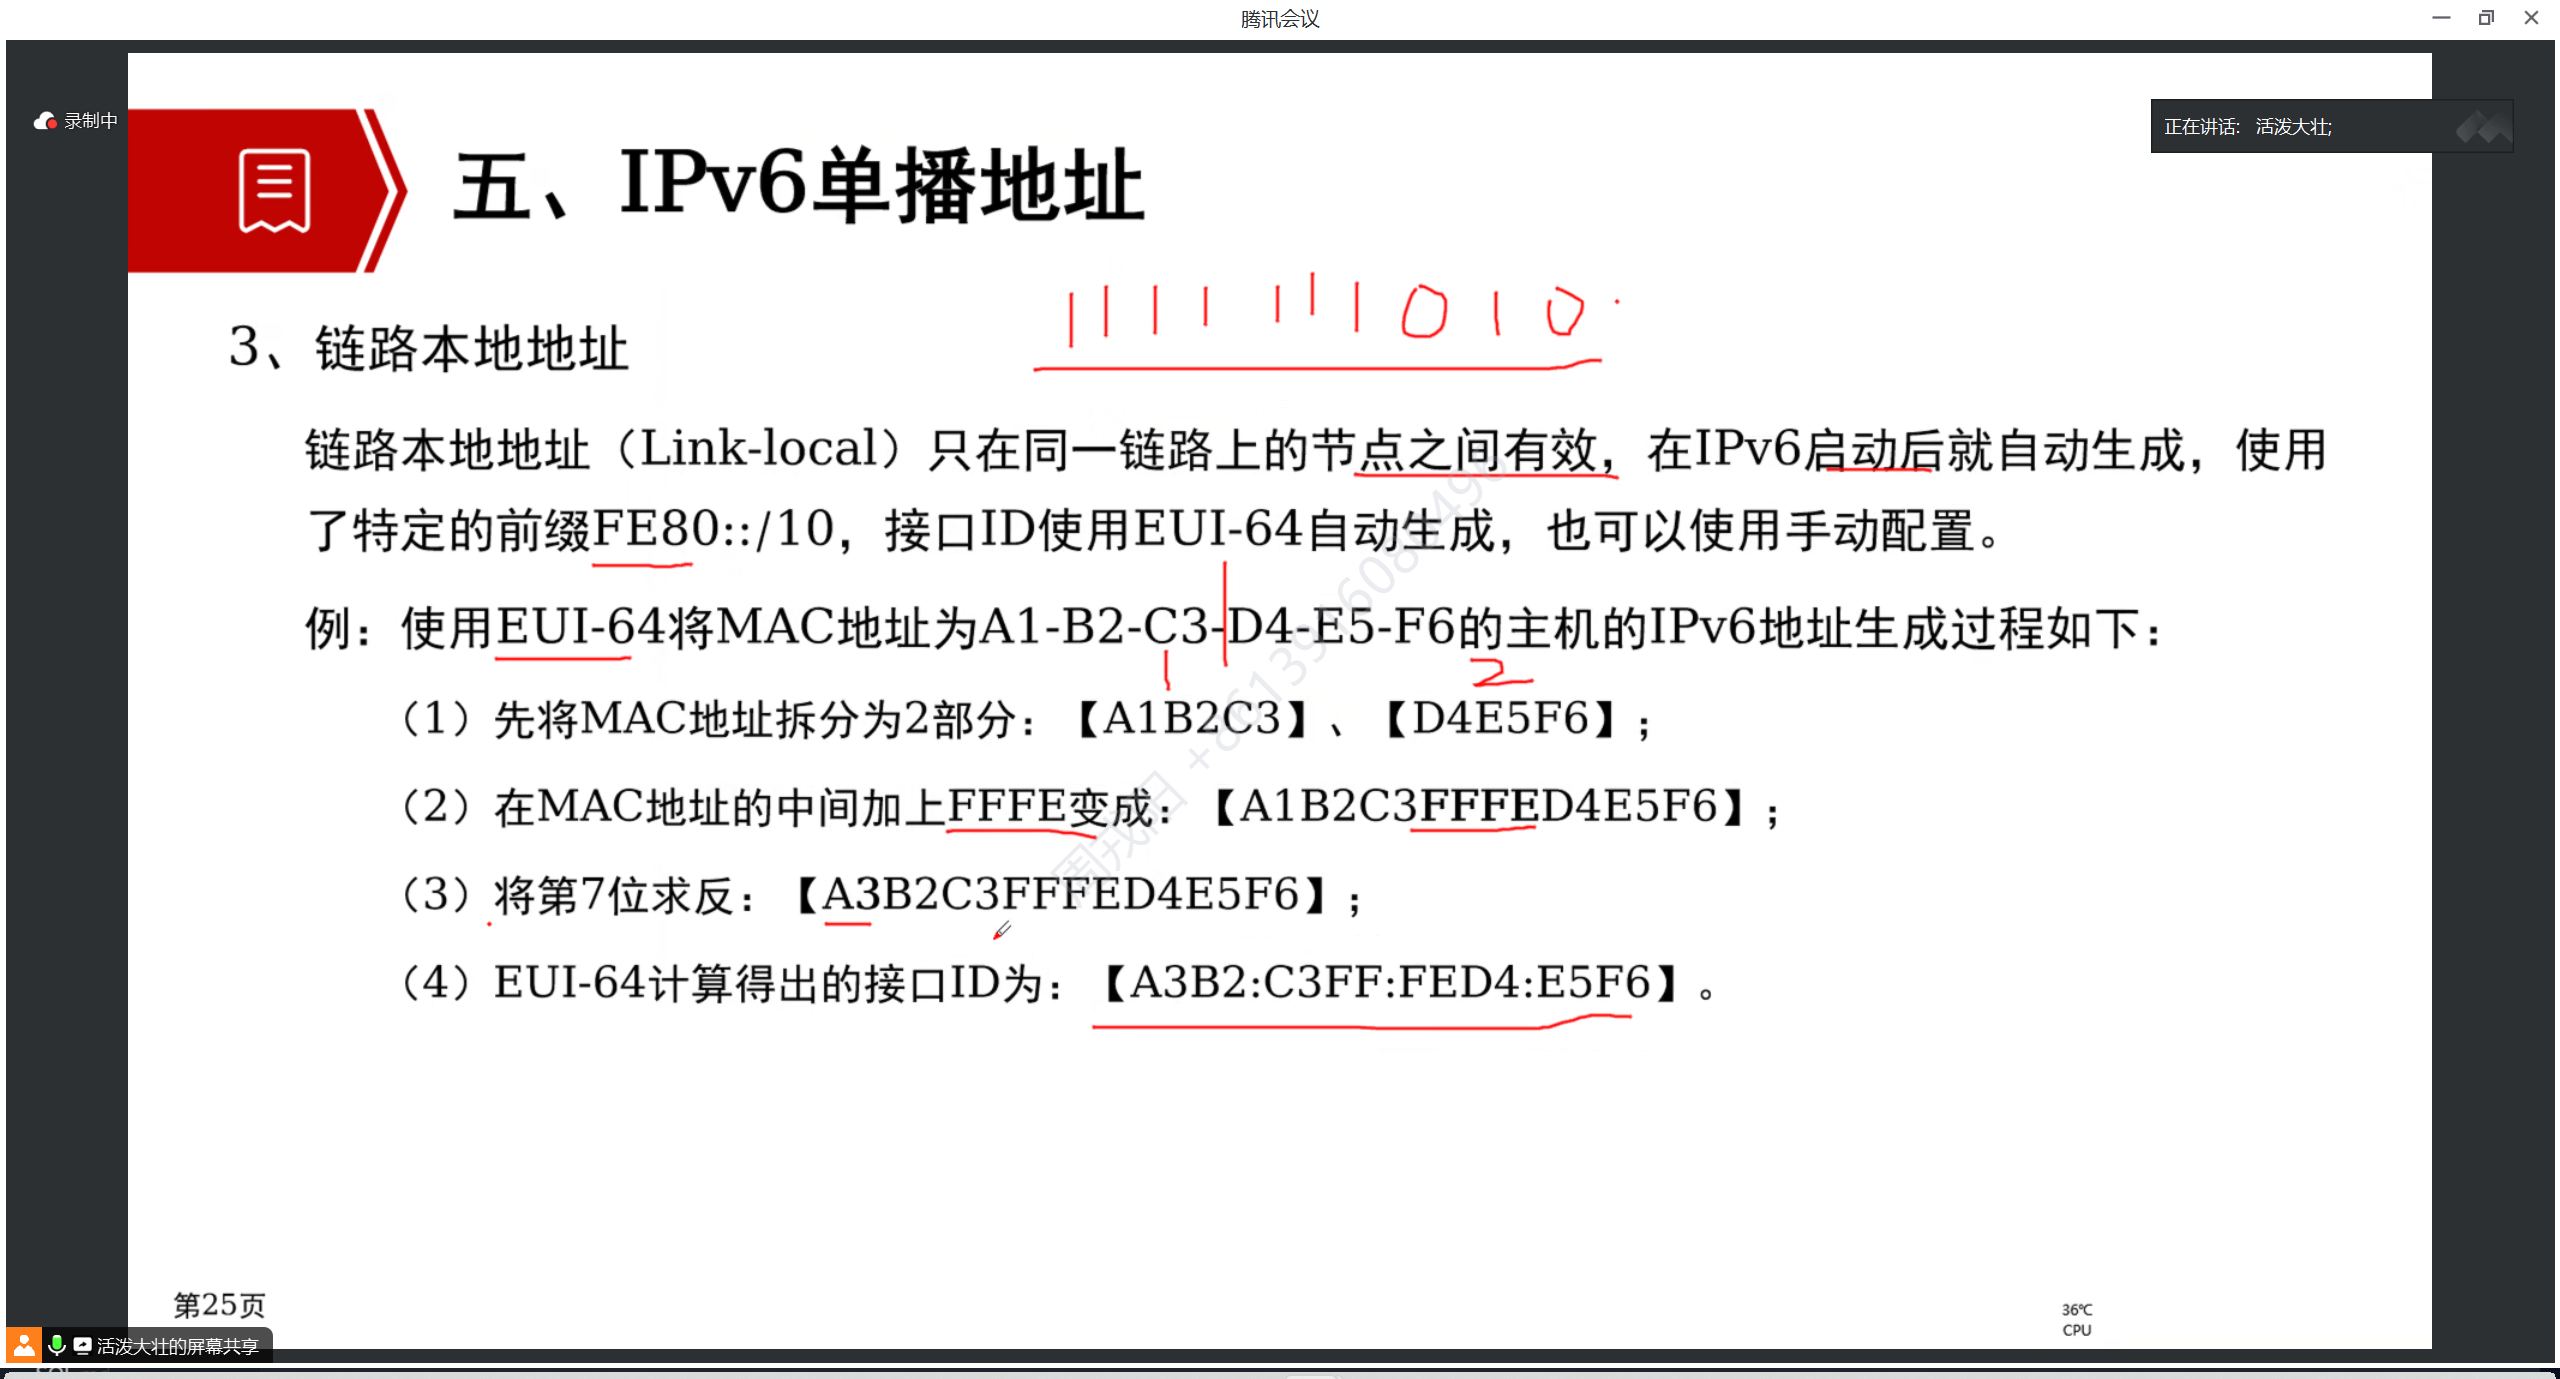 腾讯会议
录制中
正在讲话: 活泼大壮;
五、IPv6单播地址
1111111010
3、链路本地地址
链路本地地址（Link-local）只在同一链路上的节点之间有效，在IPv6启动后就自动生成，使用
了特定的前缀FE80::/10，接口ID使用EUI-64自动生成，也可以使用手动配置。
例：使用EUI-64将MAC地址为A1-B2-C3-D4-E5-F6的主机的IPv6地址生成过程如下：
1 2
（1）先将MAC地址拆分为2部分：【A1B2C3】、【D4E5F6】；
（2）在MAC地址的中间加上FFFE变成：【A1B2C3FFFED4E5F6】；
（3）将第7位求反：【A3B2C3FFFED4E5F6】；
（4）EUI-64计算得出的接口ID为：【A3B2:C3FF:FED4:E5F6】。
第25页
36℃
CPU
活泼大壮的屏幕共享